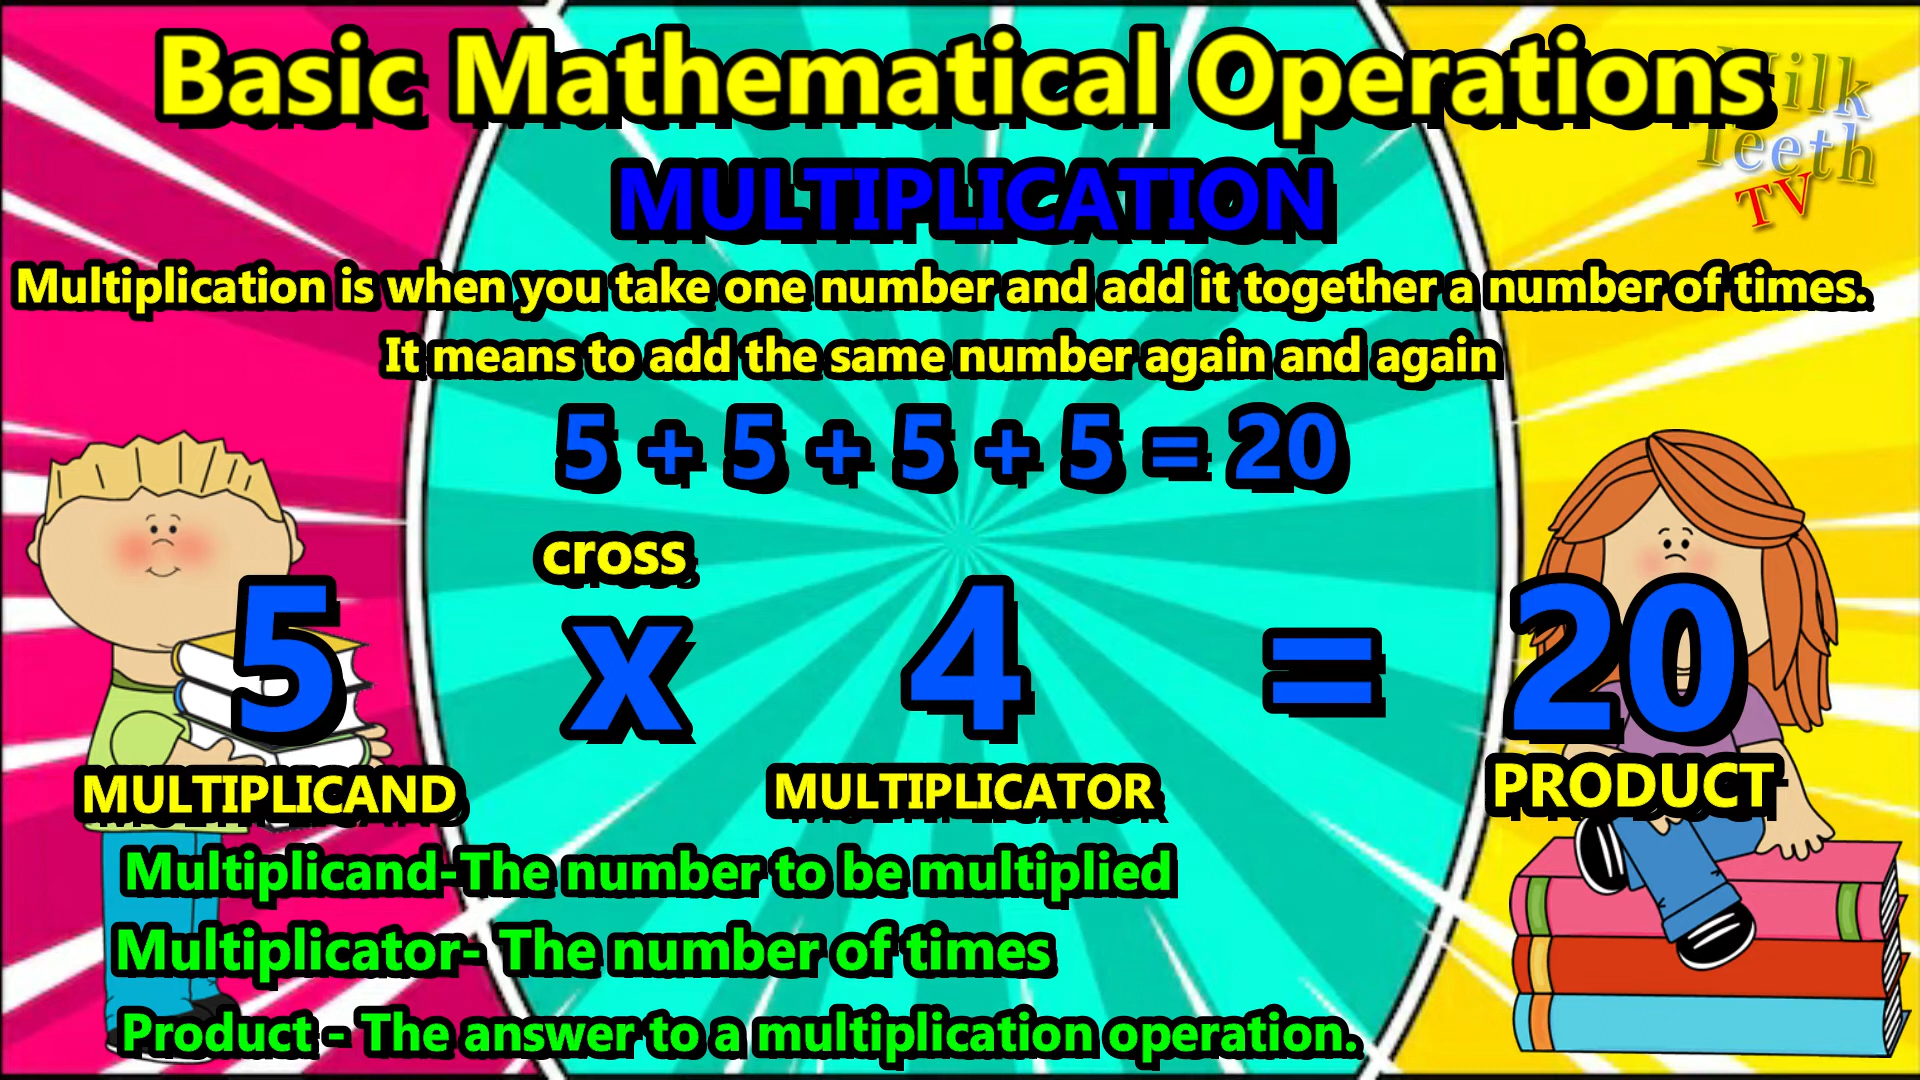 Basic Mathematical Operations
Milk
Teeth
TV
MULTIPLICATION
Multiplication is when you take one number and add it together a number of times.
It means to add the same number again and again
5 + 5 + 5 + 5 = 20
cross
5 x 4 = 20
MULTIPLICAND MULTIPLICATOR PRODUCT
Multiplicand-The number to be multiplied
Multiplicator- The number of times
Product - The answer to a multiplication operation.